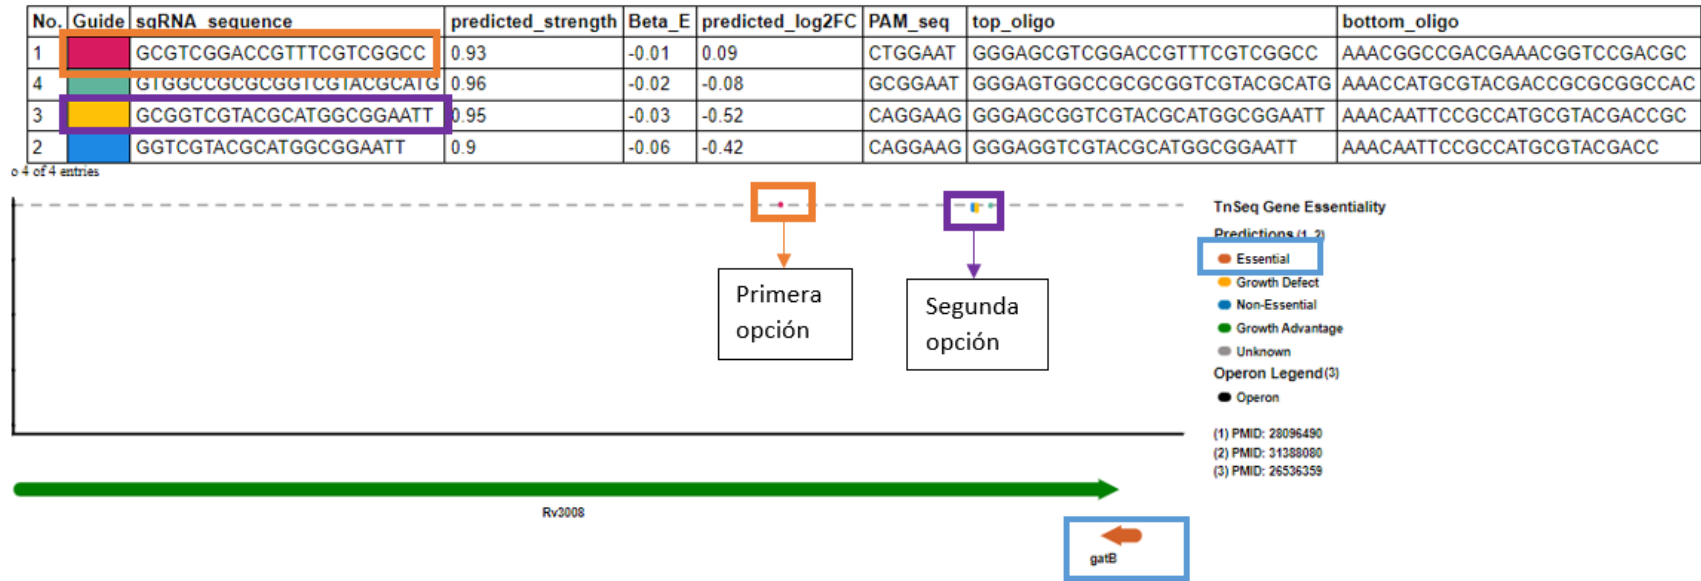 No. Guide sgRNA_sequence predicted_strength Beta_E predicted_log2FC PAM_seq top_oligo bottom_oligo
1 GCGTCGGACCGTTTCGTCGGCC 0.93 -0.01 0.09 CTGGAAT GGGAGCGTCGGACCGTTTCGTCGGCC AAACGGCCGACGAAACGGTCCGACGC
4 GTGGCCGCGCGGTCGTACGCATG 0.96 -0.02 -0.08 GCGGAAT GGGAGTGGCCGCGCGGTCGTACGCATG AAACCATGCGTACGACCGCGCGGCCAC
3 GCGGTCGTACGCATGGCGGAATT 0.95 -0.03 -0.52 CAGGAAG GGGAGCGGTCGTACGCATGGCGGAATT AAACAATTCCGCCATGCGTACGACCGC
2 GGTCGTACGCATGGCGGAATT 0.9 -0.06 -0.42 CAGGAAG GGGAGGTCGTACGCATGGCGGAATT AAACAATTCCGCCATGCGTACGACC
o 4 of 4 entries
Primera
opción
Segunda
opción
TnSeq Gene Essentiality
Predictions (1, 2)
Essential
Growth Defect
Non-Essential
Growth Advantage
Unknown
Operon Legend(3)
Operon
(1) PMID: 28096490
(2) PMID: 31388080
(3) PMID: 26536359
Rv3008
gatB